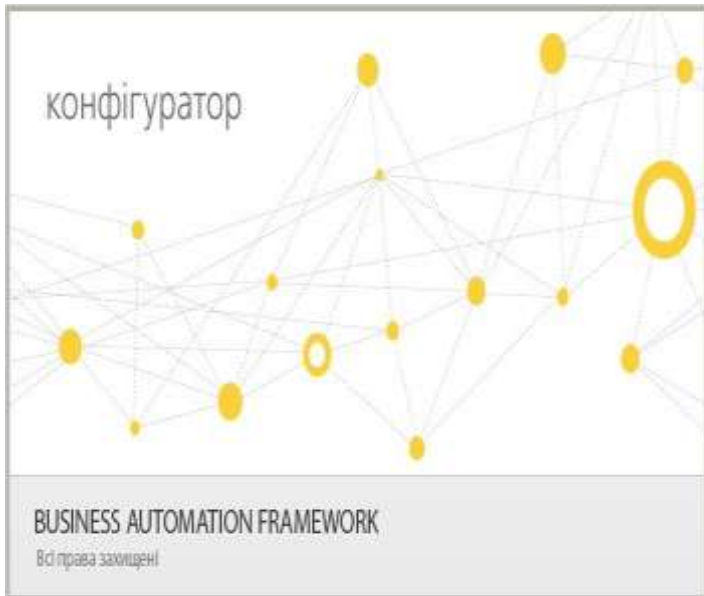 конфігуратор
BUSINESS AUTOMATION FRAMEWORK
Всі права захищені